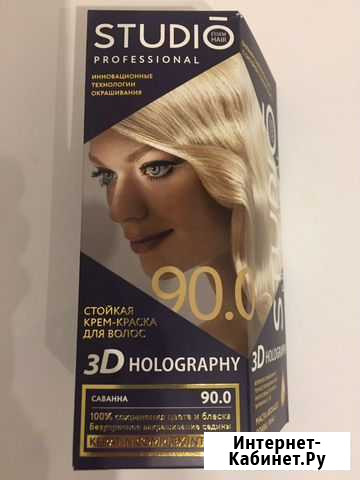 STUDIO
PROFESSIONAL
ИННОВАЦИОННЫЕ
ТЕХНОЛОГИИ
ОКРАШИВАНИЯ
90.0
СТОЙКАЯ
КРЕМ-КРАСКА
ДЛЯ ВОЛОС
3D HOLOGRAPHY
САВАННА 90.0
100% сохранение цвета и блеска
Безупречное закрашивание седины
3D HOLOGRAPHY
Интернет-
Кабинет.Ру